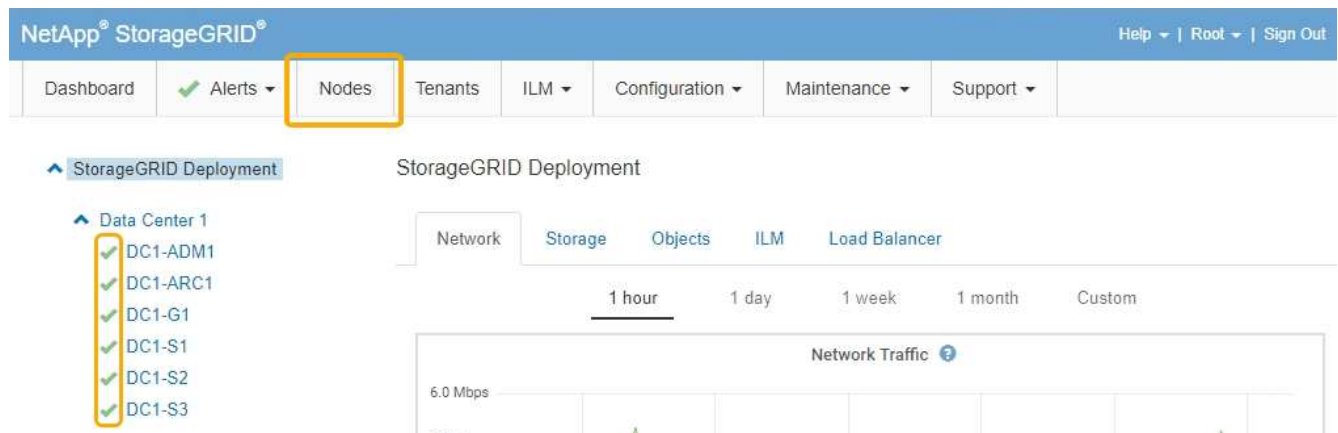 NetApp® StorageGRID®
Help | Root | Sign Out
Dashboard Alerts Nodes Tenants ILM Configuration Maintenance Support
StorageGRID Deployment
Data Center 1
DC1-ADM1
DC1-ARC1
DC1-G1
DC1-S1
DC1-S2
DC1-S3
StorageGRID Deployment
Network Storage Objects ILM Load Balancer
1 hour 1 day 1 week 1 month Custom
Network Traffic ?
6.0 Mbps